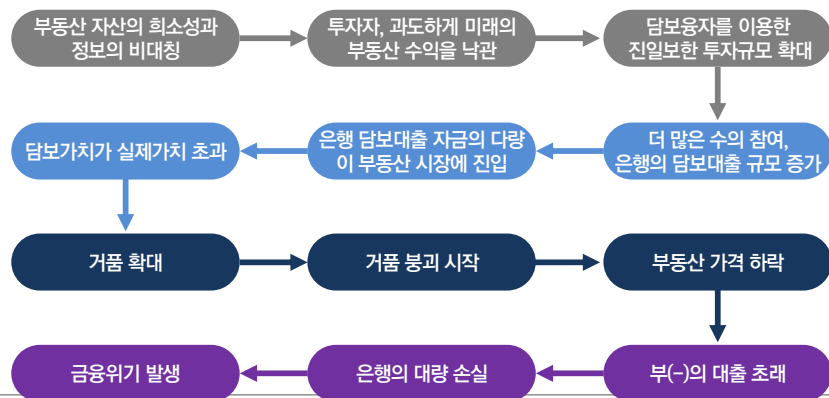 부동산 자산의 희소성과
정보의 비대칭
투자자, 과도하게 미래의
부동산 수익을 낙관
담보융자를 이용한
진일보한 투자규모 확대
더 많은 수의 참여,
은행의 담보대출 규모 증가
은행 담보대출 자금의 다량
이 부동산 시장에 진입
담보가치가 실제가치 초과
거품 확대
거품 붕괴 시작
부동산 가격 하락
부(-)의 대출 초래
은행의 대량 손실
금융위기 발생